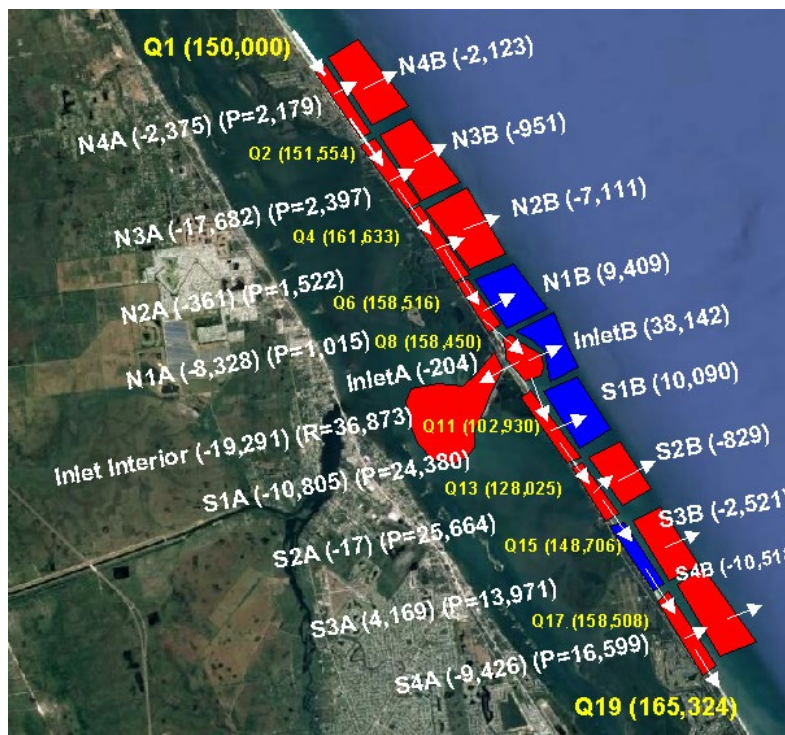 Q1 (150,000)
N4B (-2,123)
N4A (-2,375) (P=2,179)
N3B (-951)
Q2 (151,554)
N3A (-17,682) (P=2,397)
N2B (-7,111)
Q4 (161,633)
N2A (-361) (P=1,522)
N1B (9,409)
Q6 (158,516)
N1A (-8,328) (P=1,015)
Q8 (158,450)
InletB (38,142)
InletA (-204)
S1B (10,090)
Inlet Interior (-19,291) (R=36,873)
Q11 (102,930)
S2B (-829)
S1A (-10,805) (P=24,380)
Q13 (128,025)
S3B (-2,521)
S2A (-17) (P=25,664)
Q15 (148,706)
S4B (-10,518
S3A (4,169) (P=13,971)
Q17 (158,508)
S4A (-9,426) (P=16,599)
Q19 (165,324)